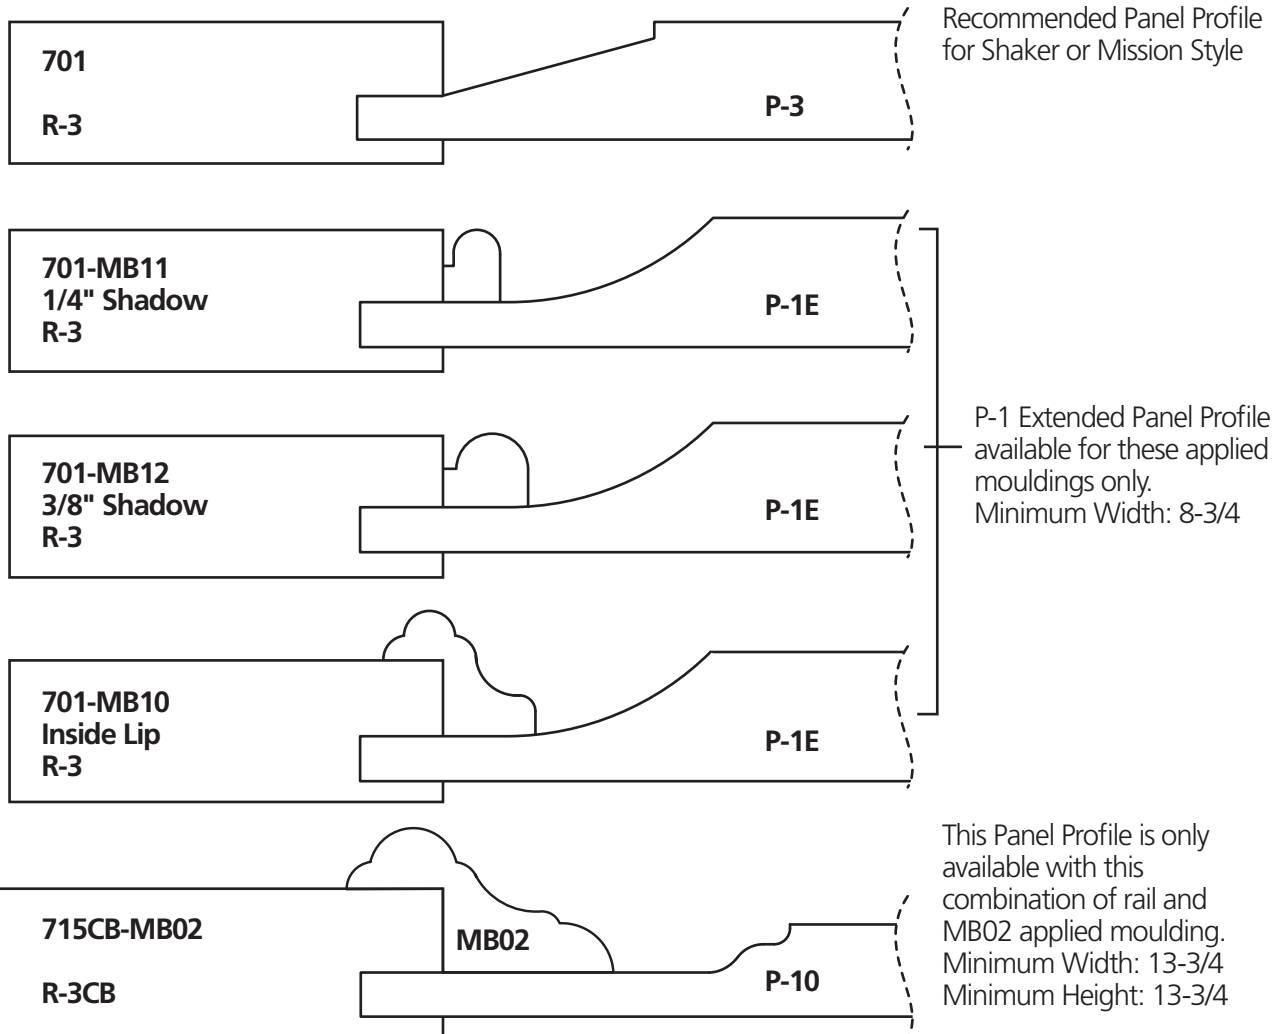 701
R-3
P-3
Recommended Panel Profile
for Shaker or Mission Style
701-MB11
1/4" Shadow
R-3
P-1E
701-MB12
3/8" Shadow
R-3
P-1E
P-1 Extended Panel Profile
available for these applied
mouldings only.
Minimum Width: 8-3/4
701-MB10
Inside Lip
R-3
P-1E
715CB-MB02
R-3CB
MB02
P-10
This Panel Profile is only
available with this
combination of rail and
MB02 applied moulding.
Minimum Width: 13-3/4
Minimum Height: 13-3/4